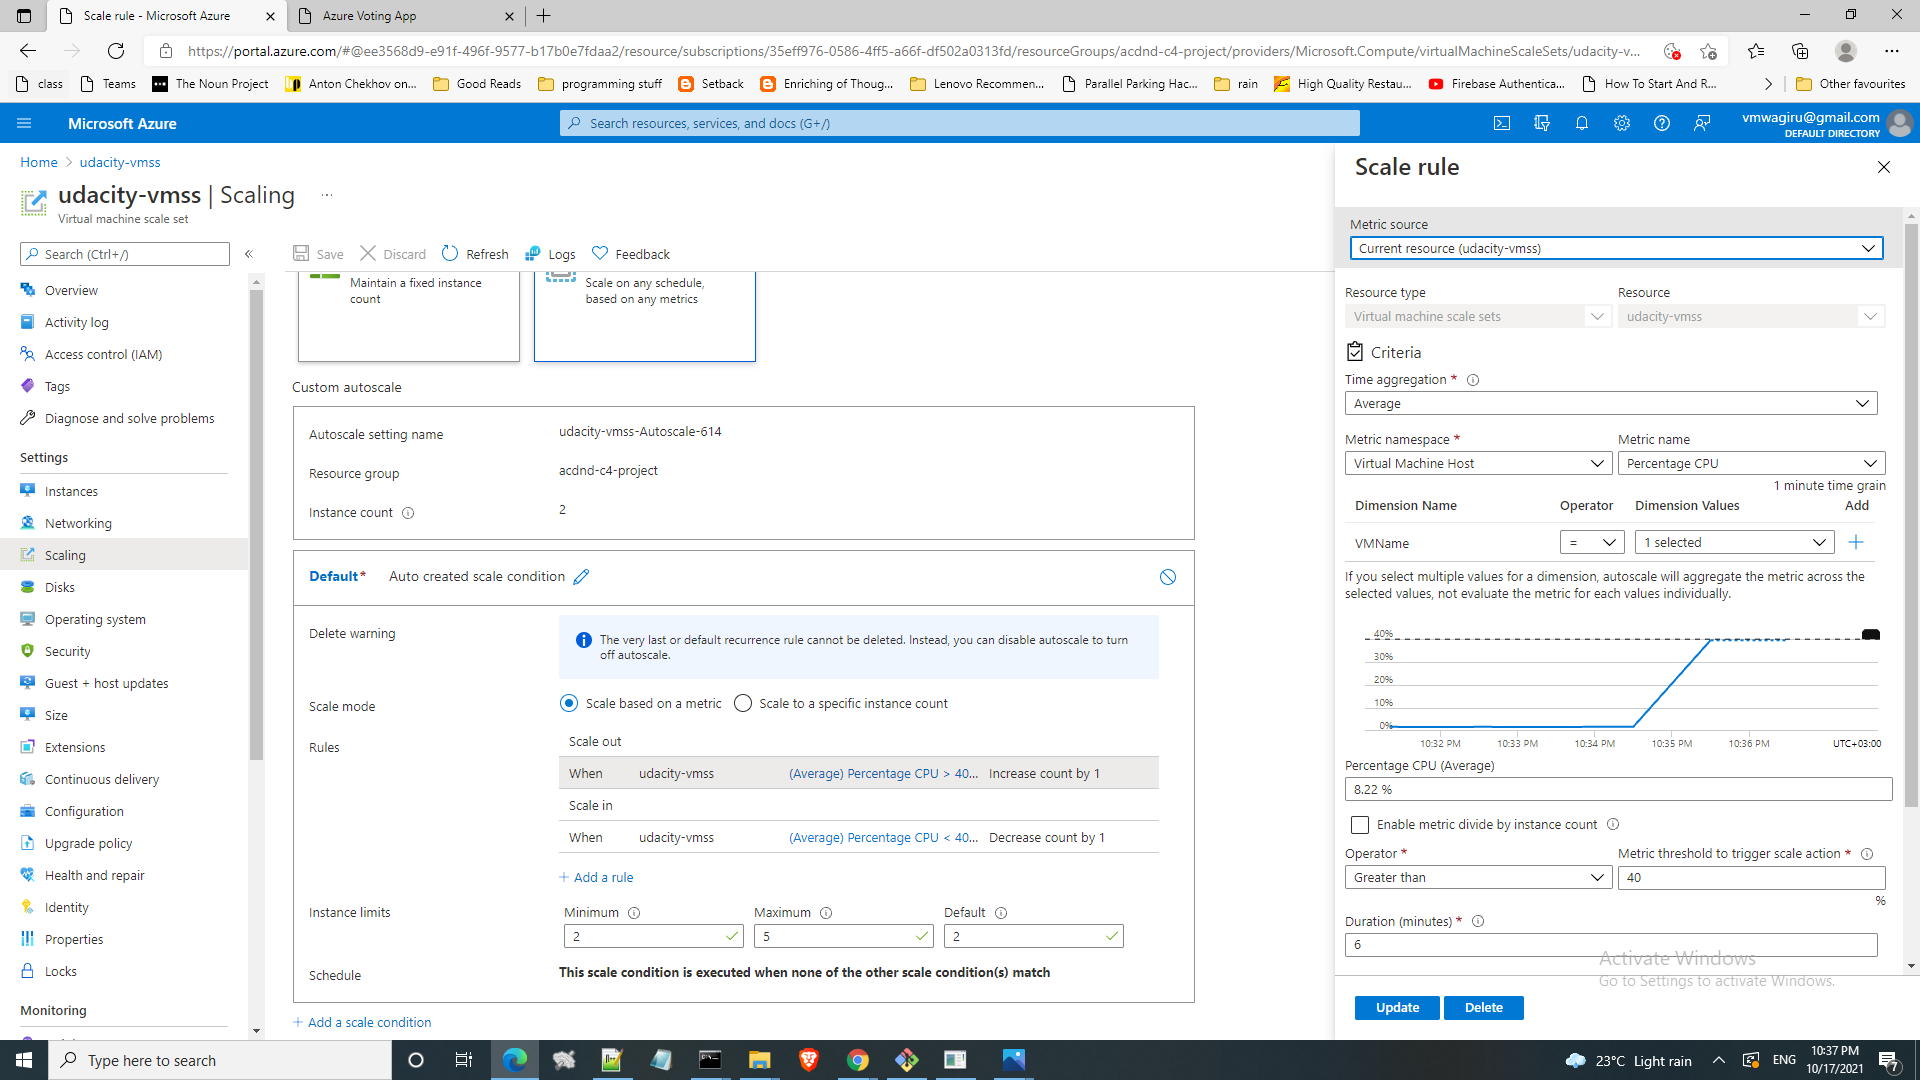 Scale rule - Microsoft Azure
Azure Voting App
https://portal.azure.com/#@ee3568d9-e91f-496f-9577-b17b0e7fdaa2/resource/subscriptions/35eff976-0586-4ff5-a66f-df502a0313fd/resourceGroups/acdnd-c4-project/providers/Microsoft.Compute/virtualMachineScaleSets/udacity-v...
class Teams The Noun Project Anton Chekhov on... Good Reads programming stuff Setback Enriching of Thoug... Lenovo Recommen... Parallel Parking Hac... rain High Quality Restau... Firebase Authentica... How To Start And R... Other favourites
Microsoft Azure
Search resources, services, and docs (G+/)
vmwagiru@gmail.com
DEFAULT DIRECTORY
Home > udacity-vmss
udacity-vmss | Scaling ...
Virtual machine scale set
Search (Ctrl+/)
«
Overview
Activity log
Access control (IAM)
Tags
Diagnose and solve problems
Settings
Instances
Networking
Scaling
Disks
Operating system
Security
Guest + host updates
Size
Extensions
Continuous delivery
Configuration
Upgrade policy
Health and repair
Identity
Properties
Locks
Monitoring
Save Discard Refresh Logs Feedback
Maintain a fixed instance
count
Scale on any schedule,
based on any metrics
Custom autoscale
Autoscale setting name udacity-vmss-Autoscale-614
Resource group acdnd-c4-project
Instance count 2
Default* Auto created scale condition
Delete warning
The very last or default recurrence rule cannot be deleted. Instead, you can disable autoscale to turn
off autoscale.
Scale mode Scale based on a metric Scale to a specific instance count
Rules
Scale out
When udacity-vmss (Average) Percentage CPU > 40... Increase count by 1
Scale in
When udacity-vmss (Average) Percentage CPU < 40... Decrease count by 1
+ Add a rule
Instance limits
Minimum Maximum Default
2 5 2
Schedule This scale condition is executed when none of the other scale condition(s) match
+ Add a scale condition
Scale rule
Metric source
Current resource (udacity-vmss)
Resource type Resource
Virtual machine scale sets udacity-vmss
Criteria
Time aggregation *
Average
Metric namespace * Metric name
Virtual Machine Host Percentage CPU
1 minute time grain
Dimension Name Operator Dimension Values Add
VMName = 1 selected +
If you select multiple values for a dimension, autoscale will aggregate the metric across the
selected values, not evaluate the metric for each values individually.
40%
30%
20%
10%
0%
10:32 PM 10:33 PM 10:34 PM 10:35 PM 10:36 PM UTC+03:00
Percentage CPU (Average)
8.22 %
Enable metric divide by instance count
Operator * Metric threshold to trigger scale action *
Greater than 40
%
Duration (minutes) *
6
Activate Windows
Go to Settings to activate Windows.
Update Delete
Type here to search
23°C Light rain ENG
10:37 PM
10/17/2021
7